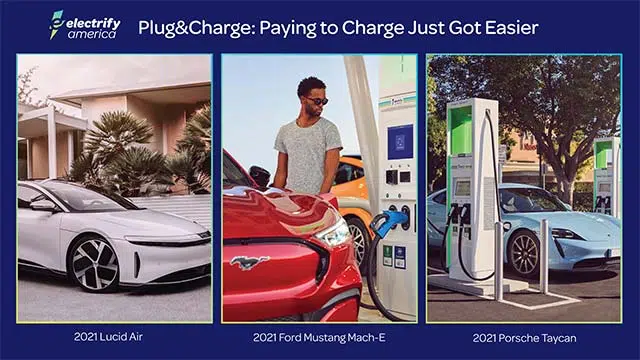 electrify
america
Plug&Charge: Paying to Charge Just Got Easier
2021 Lucid Air
2021 Ford Mustang Mach-E
2021 Porsche Taycan